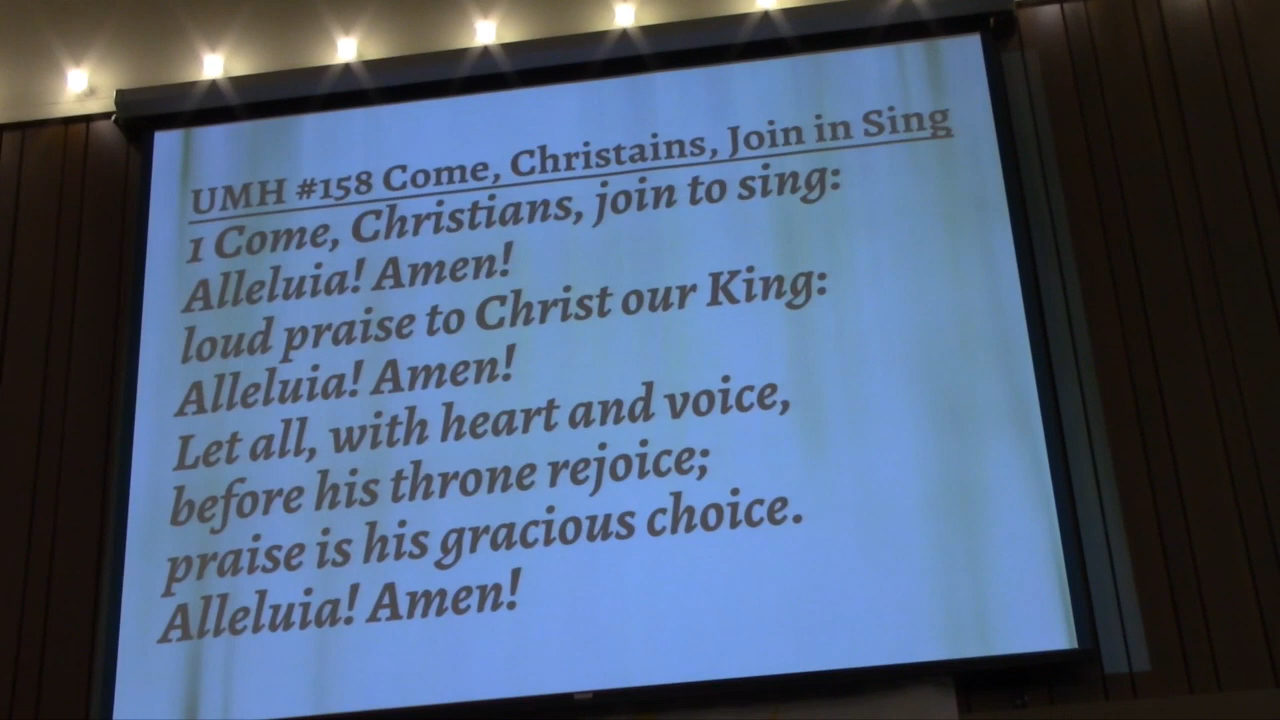 UMH #158 Come, Christains, Join in Sing
1 Come, Christians, join to sing:
Alleluia! Amen!
loud praise to Christ our King:
Alleluia! Amen!
Let all, with heart and voice,
before his throne rejoice;
praise is his gracious choice.
Alleluia! Amen!